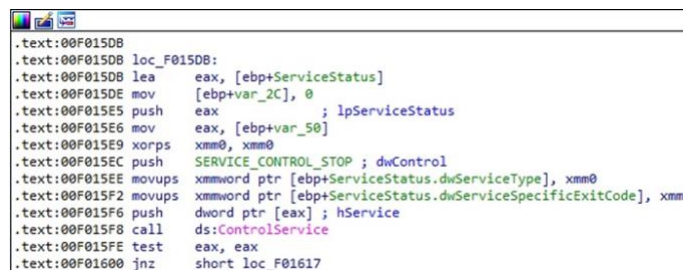 .text:00F015DB
.text:00F015DB loc_F015DB:
.text:00F015DB lea     eax, [ebp+ServiceStatus]
.text:00F015DE mov     [ebp+var_2C], 0
.text:00F015E5 push    eax             ; lpServiceStatus
.text:00F015E6 mov     eax, [ebp+var_50]
.text:00F015E9 xorps   xmm0, xmm0
.text:00F015EC push    SERVICE_CONTROL_STOP ; dwControl
.text:00F015EE movups  xmmword ptr [ebp+ServiceStatus.dwServiceType], xmm0
.text:00F015F2 movups  xmmword ptr [ebp+ServiceStatus.dwServiceSpecificExitCode], xmm
.text:00F015F6 push    dword ptr [eax] ; hService
.text:00F015F8 call    ds:ControlService
.text:00F015FE test    eax, eax
.text:00F01600 jnz     short loc_F01617